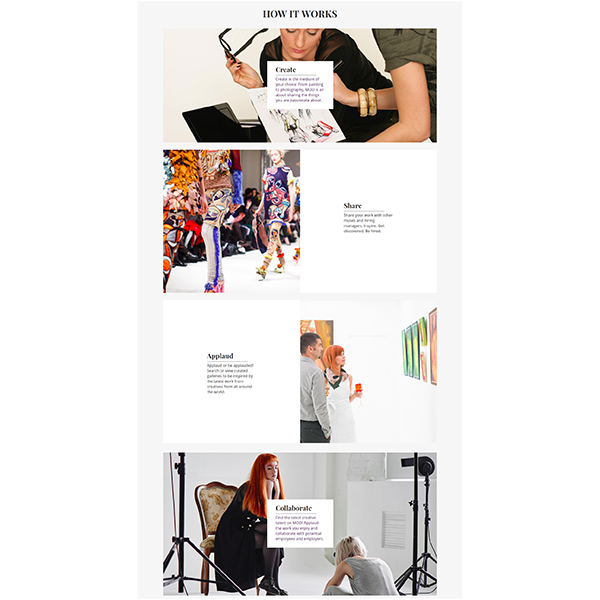 HOW IT WORKS
Create
Create in the medium of
your choice. From painting
to photography, MOD is all
about sharing the things
you are passionate about.
Share
Share your work with other
muses and hiring
managers. Inspire. Get
discovered. Be hired.
Applaud
Applaud or be applauded!
Search or view curated
galleries to be inspired by
the latest work from
creatives from all around
the world.
Collaborate
Find the latest creative
talent on MOD! Applaud
the work you enjoy and
collaborate with potential
employees and employers.